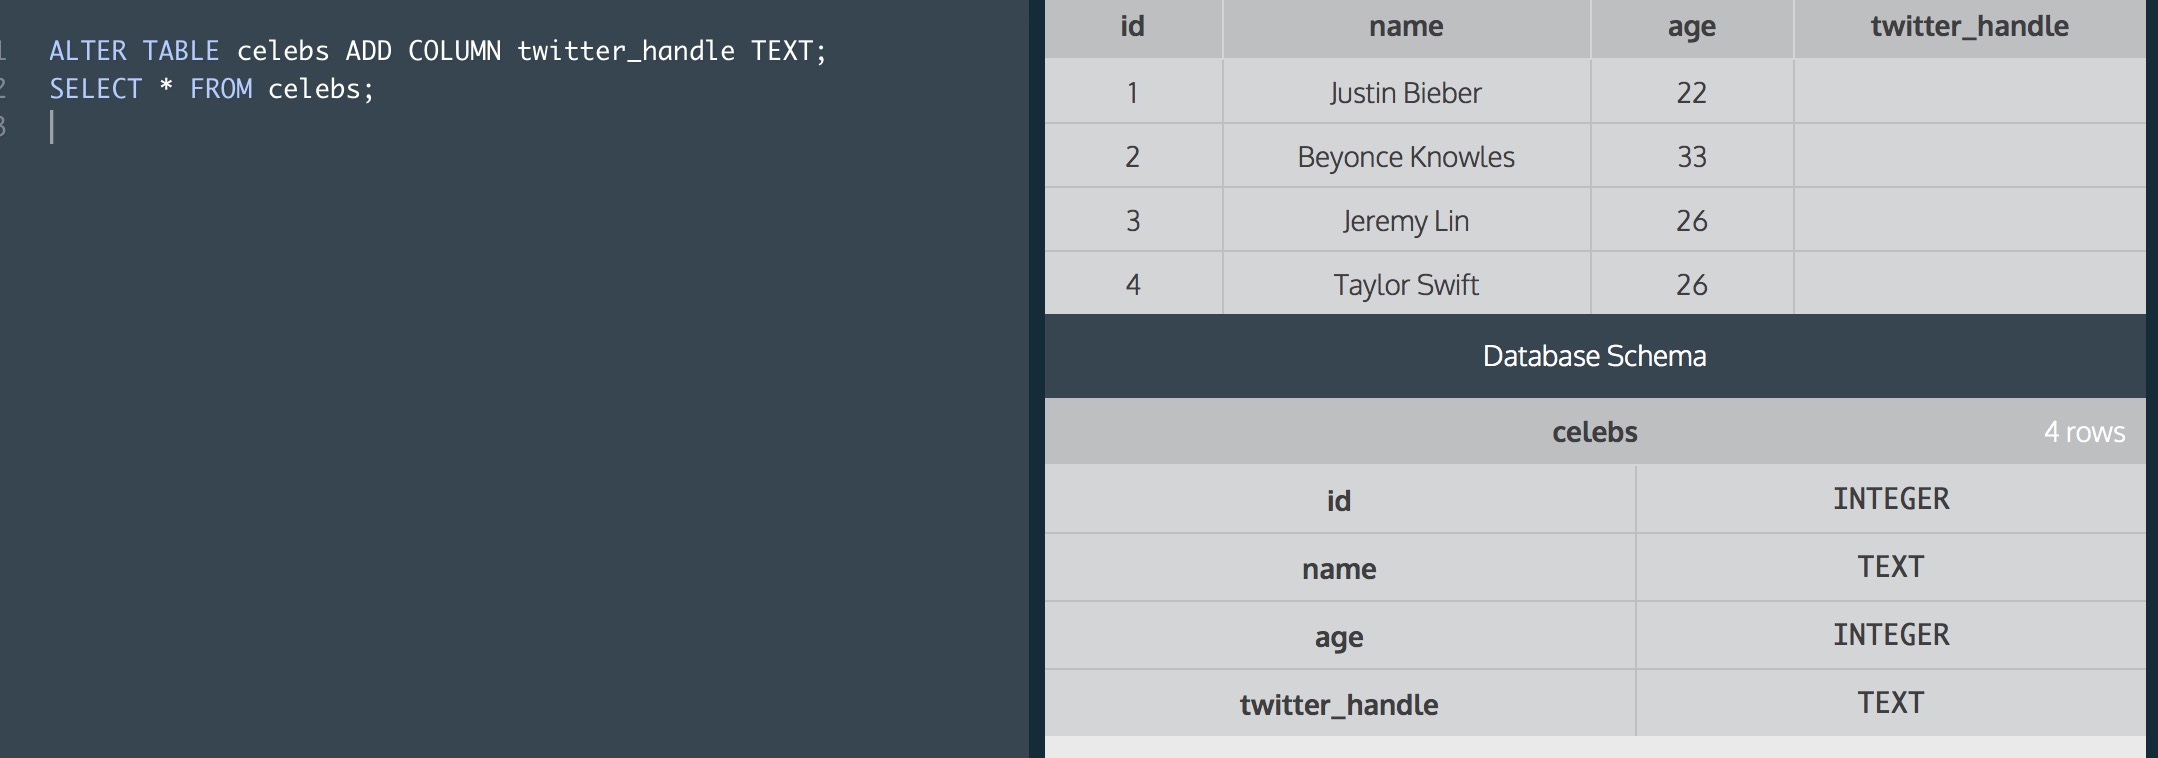 1 ALTER TABLE celebs ADD COLUMN twitter_handle TEXT;
2 SELECT * FROM celebs;
3
id name age twitter_handle
1 Justin Bieber 22
2 Beyonce Knowles 33
3 Jeremy Lin 26
4 Taylor Swift 26
Database Schema
celebs 4 rows
id INTEGER
name TEXT
age INTEGER
twitter_handle TEXT